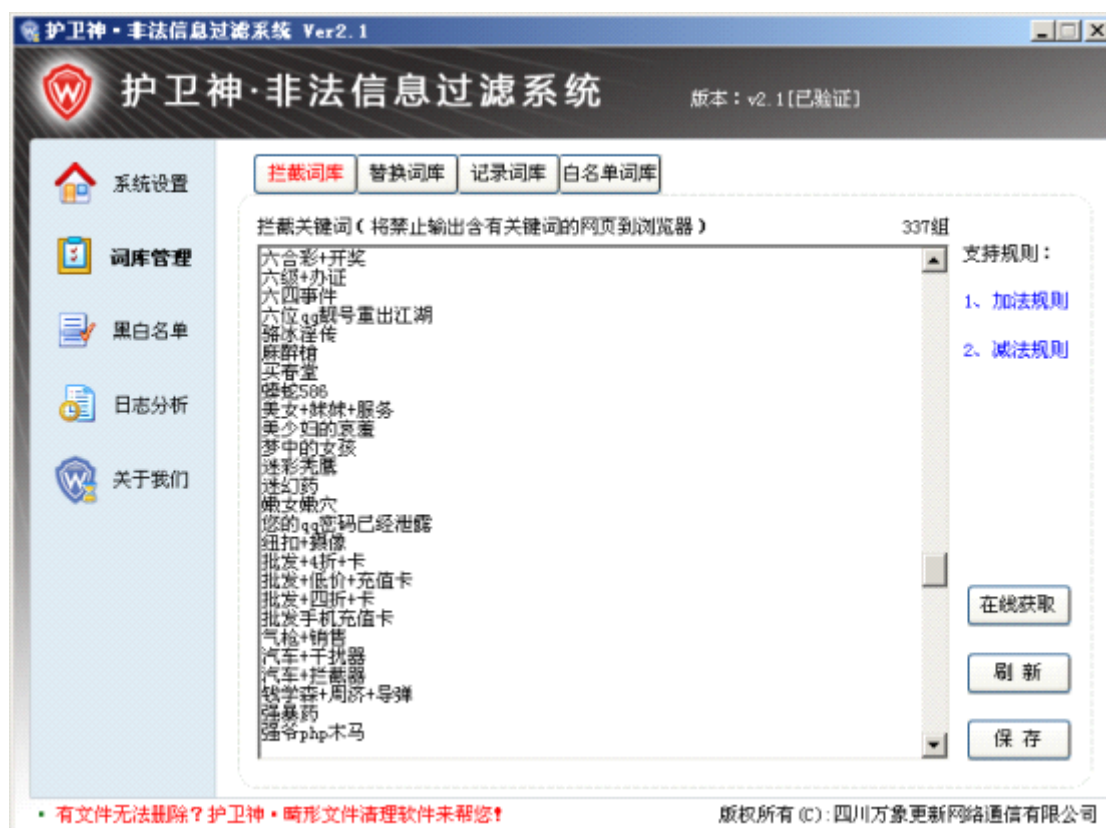 护卫神·非法信息过滤系统 Ver2.1
护卫神·非法信息过滤系统
版本：v2.1[已验证]
系统设置
词库管理
黑白名单
日志分析
关于我们
拦截词库 替换词库 记录词库 白名单词库
拦截关键词(将禁止输出含有关键词的网页到浏览器) 337组
六合彩+开奖
六级+办证
六四事件
六位qq靓号重出江湖
骆冰淫传
麻醉枪
买春堂
蟒蛇586
美女+妹妹+服务
美少妇的哀羞
梦中的女孩
迷彩秃鹰
迷幻药
嫩女嫩穴
您的qq密码已经泄露
纽扣+摄像
批发+4折+卡
批发+低价+充值卡
批发+四折+卡
批发手机充值卡
气枪+销售
汽车+干扰器
汽车+拦截器
钱学森+周济+导弹
强暴药
强爷php木马
支持规则：
1、加法规则
2、减法规则
在线获取
刷 新
保 存
· 有文件无法删除？护卫神·畸形文件清理软件来帮您！
版权所有(C):四川万象更新网络通信有限公司